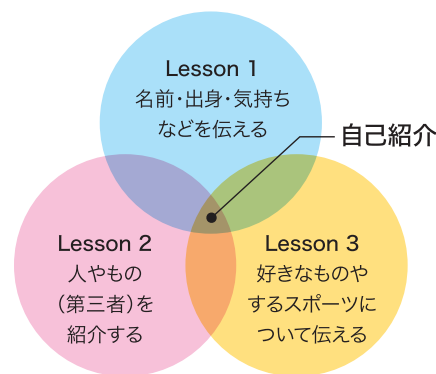 Lesson 1
名前・出身・気持ち
などを伝える
自己紹介
Lesson 2
人やもの
（第三者）を
紹介する
Lesson 3
好きなものや
するスポーツに
ついて伝える